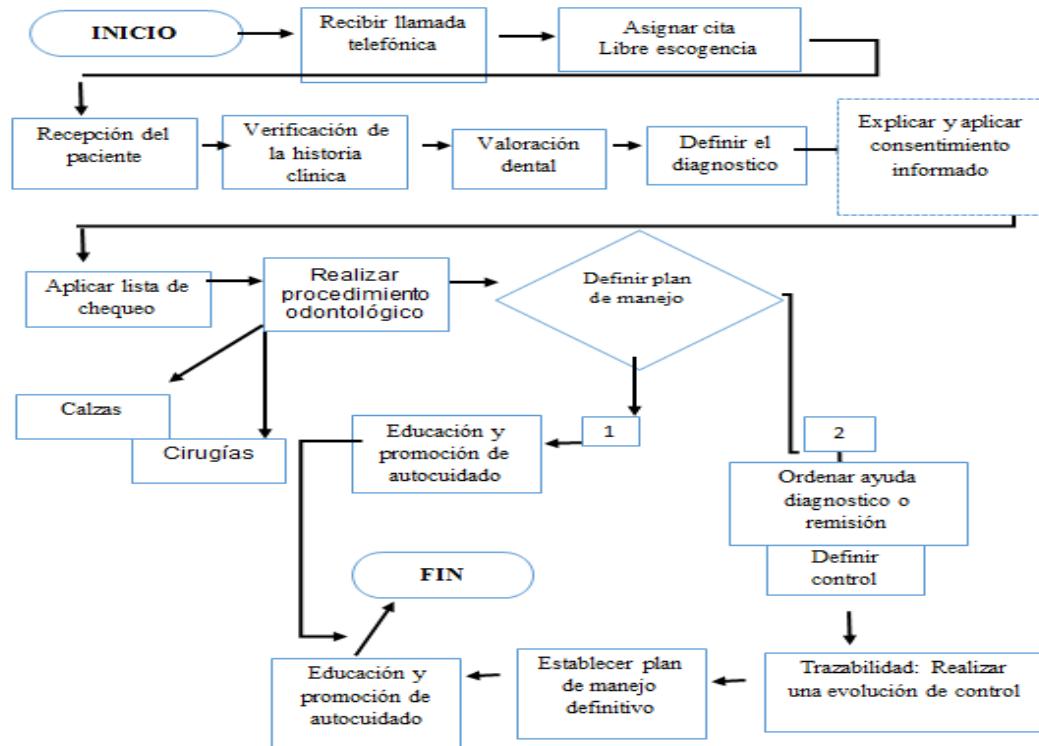 INICIO
Recibir llamada
telefónica
Asignar cita
Libre escogencia
Recepción del
paciente
Verificación de
la historia
clínica
Valoración
dental
Definir el
diagnostico
Explicar y aplicar
consentimiento
informado
Aplicar lista de
chequeo
Realizar
procedimiento
odontológico
Definir plan
de manejo
Calzas
Cirugías
Educación y
promoción de
autocuidado
1
2
Ordenar ayuda
diagnostico o
remisión
Definir
control
FIN
Educación y
promoción de
autocuidado
Establecer plan
de manejo
definitivo
Trazabilidad: Realizar
una evolución de control